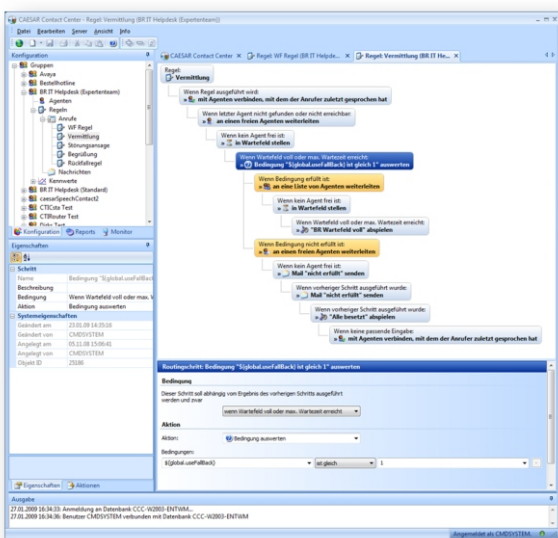 CAESAR Contact Center - Regel: Vermittlung (BR IT Helpdesk (Expertenteam))
Datei Bearbeiten Server Ansicht Info
Konfiguration
Gruppen
Avaya
Bestellhotline
BR IT Helpdesk (Expertenteam)
Agenten
Regeln
Anrufe
WF Regel
Vermittlung
Störungsansage
Begrüßung
Rückfallregel
Nachrichten
Kennwerte
BR IT Helpdesk (Standard)
caesarSpeechContact2
CTICsta Test
CTIRouter Test
Konfiguration Reports Monitor
CAESAR Contact Center Regel: WF Regel (BR IT Helpde... Regel: Vermittlung (BR IT He...
Regel:
Vermittlung
Wenn Regel ausgeführt wird:
» mit Agenten verbinden, mit dem der Anrufer zuletzt gesprochen hat
Wenn letzter Agent nicht gefunden oder nicht erreichbar:
» an einen freien Agenten weiterleiten
Wenn kein Agent frei ist:
» in Wartefeld stellen
Wenn Wartefeld voll oder max. Wartezeit erreicht:
» Bedingung "$(global.useFallBack) ist gleich 1" auswerten
Wenn Bedingung erfüllt ist:
» an eine Liste von Agenten weiterleiten
Wenn kein Agent frei ist:
» in Wartefeld stellen
Wenn Wartefeld voll oder max. Wartezeit erreicht:
» "BR Wartefeld voll" abspielen
Wenn Bedingung nicht erfüllt ist:
» an einen freien Agenten weiterleiten
Wenn kein Agent frei ist:
» Mail "nicht erfüllt" senden
Wenn vorheriger Schritt ausgeführt wurde:
» Mail "nicht erfüllt" senden
Wenn vorheriger Schritt ausgeführt wurde:
» "Alle besetzt" abspielen
Wenn keine passende Eingabe:
» mit Agenten verbinden, mit dem der Anrufer zuletzt gesprochen hat
Eigenschaften
Schritt
Name Bedingung "$(global.useFallBack
Beschreibung
Bedingung Wenn Wartefeld voll oder max. W
Aktion Bedingung auswerten
Systemeigenschaften
Geändert am 23.01.09 14:35:16
Geändert von CMDSYSTEM
Angelegt am 05.11.08 15:06:41
Angelegt von CMDSYSTEM
Objekt ID 25186
Eigenschaften Aktionen
Routingschritt: Bedingung "$(global.useFallBack) ist gleich 1" auswerten
Bedingung
Dieser Schritt soll abhängig vom Ergebnis des vorherigen Schritts ausgeführt
werden und zwar
wenn Wartefeld voll oder max. Wartezeit erreicht
Aktion
Aktion: Bedingung auswerten
Bedingungen:
$(global.useFallBack) ist gleich 1
Ausgabe
27.01.2009 16:34:33: Anmeldung an Datenbank CCC-W2003-ENTWM...
27.01.2009 16:34:36: Benutzer CMDSYSTEM verbunden mit Datenbank CCC-W2003-ENTWM
Angemeldet als CMDSYSTEM.